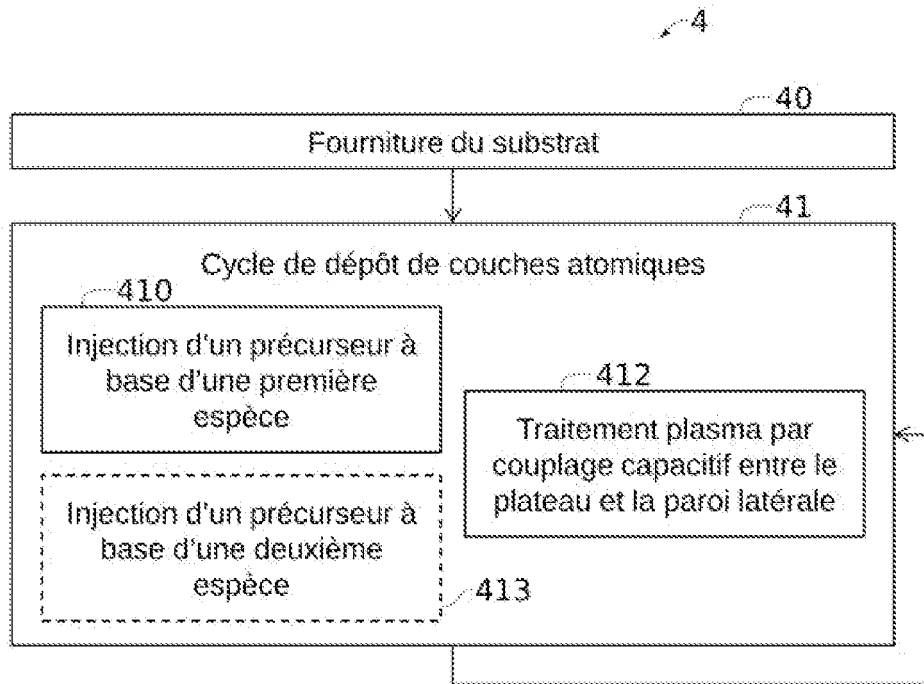 4
40
Fourniture du substrat
41
Cycle de dépôt de couches atomiques
410
Injection d'un précurseur à
base d'une première
espèce
412
Traitement plasma par
couplage capacitif entre le
plateau et la paroi latérale
Injection d'un précurseur à
base d'une deuxième
espèce
413